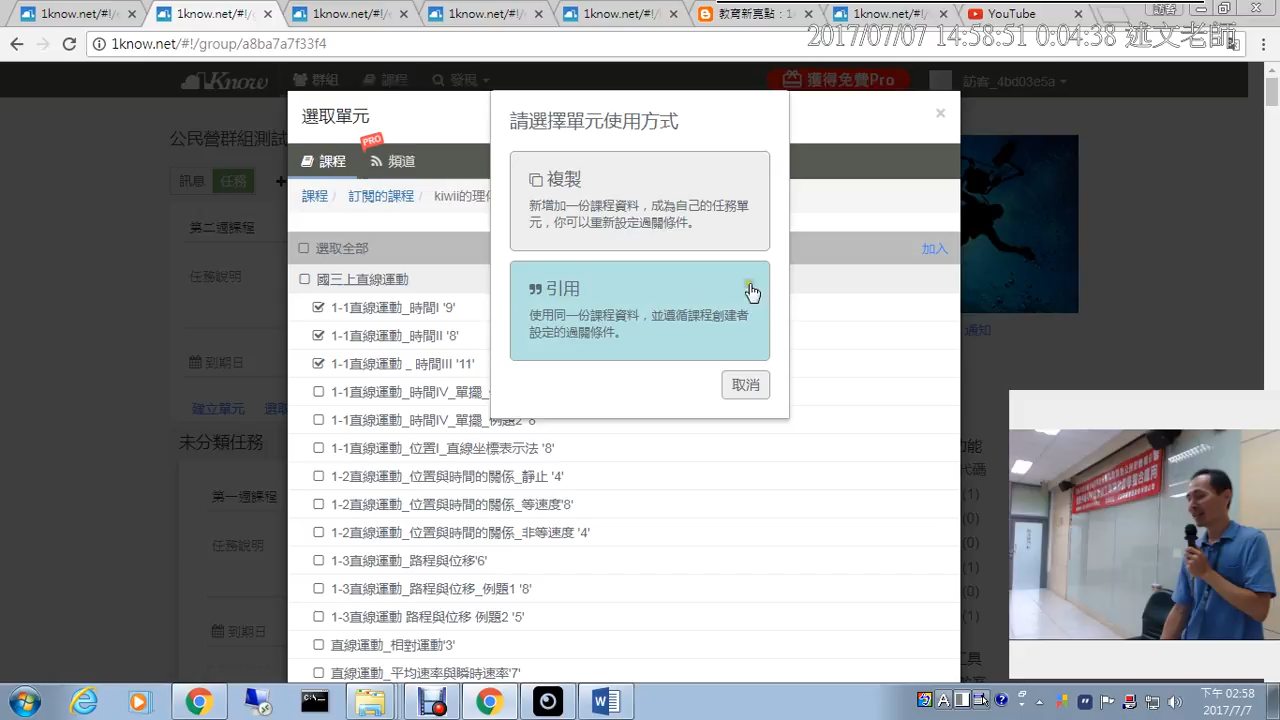 1know.net/#!/
1know.net/#!/
1know.net/#!/
1know.net/#!/
1know.net/#!/
教育新亮點：
1know.net/#!/
YouTube
訪客
1know.net/#!/group/a8ba7a7f33f4
2017/07/07 14:58:51 0:04:38 述文老師
1Know 群組 課程 發現 獲得免費Pro 訪客_4bd03e5a
公民營群組測試
選取單元
請選擇單元使用方式
×
PRO
訊息 任務
課程 頻道
複製
新增加一份課程資料，成為自己的任務單
元，你可以重新設定過關條件。
課程 / 訂閱的課程 / kiwii的理
第二週課程
選取全部
加入
任務說明
國三上直線運動
引用
使用同一份課程資料，並遵循課程創建者
設定的過關條件。
1-1直線運動_時間I '9'
1-1直線運動_時間II '8'
通知
到期日
1-1直線運動 _ 時間III '11'
取消
1-1直線運動_時間IV_單擺_
建立單元 選取
1-1直線運動_時間IV_單擺_例題2 '8'
未分類任務
1-1直線運動_位置I_直線坐標表示法 '8'
功能
代碼
1-2直線運動_位置與時間的關係_靜止 '4'
第一週課程
(1)
1-2直線運動_位置與時間的關係_等速度'8'
(0)
1-2直線運動_位置與時間的關係_非等速度 '4'
任務說明
(0)
1-3直線運動_路程與位移'6'
(1)
1-3直線運動_路程與位移_例題1 '8'
(0)
1-3直線運動 路程與位移 例題2 '5'
(1)
到期日
直線運動_相對運動'3'
工具
直線運動_平均速率與瞬時速率'7'
下午 02:58
2017/7/7